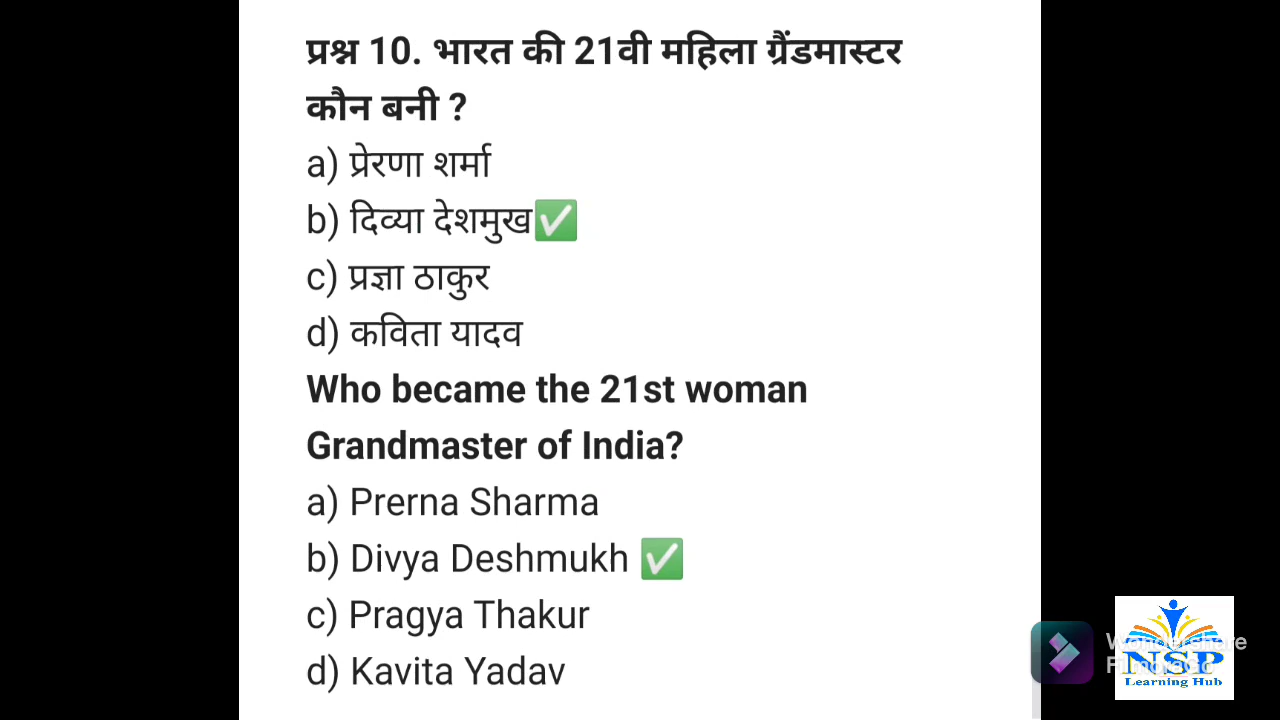 प्रश्न 10. भारत की 21वी महिला ग्रैंडमास्टर
कौन बनी ?
a) प्रेरणा शर्मा
b) दिव्या देशमुख✅
c) प्रज्ञा ठाकुर
d) कविता यादव
Who became the 21st woman
Grandmaster of India?
a) Prerna Sharma
b) Divya Deshmukh ✅
c) Pragya Thakur
d) Kavita Yadav
Wondershare
NSP
Learning Hub